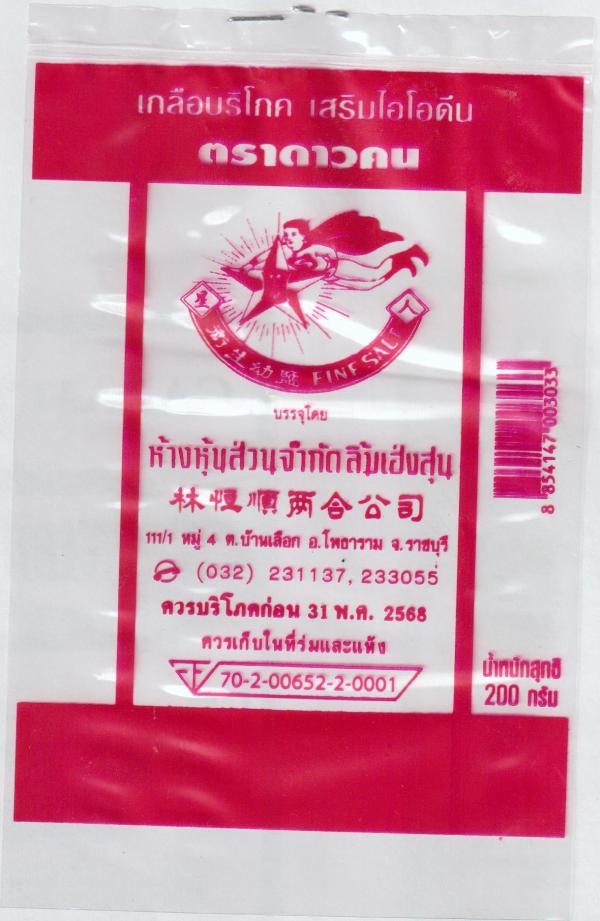 เกลือบริโภค เสริมไอโอดีน
ตราดาวคน
星 人
衛生幼鹽 FINE SALT
บรรจุโดย
ห้างหุ้นส่วนจำกัด ลิ้มเฮ่งสุ่น
林恒順两合公司
111/1 หมู่ 4 ต.บ้านเลือก อ.โพธาราม จ.ราชบุรี
(032) 231137, 233055
ควรบริโภคก่อน 31 พ.ค. 2568
ควรเก็บในที่ร่มและแห้ง
70-2-00652-2-0001
8 854147 003033
น้ำหนักสุทธิ
200 กรัม